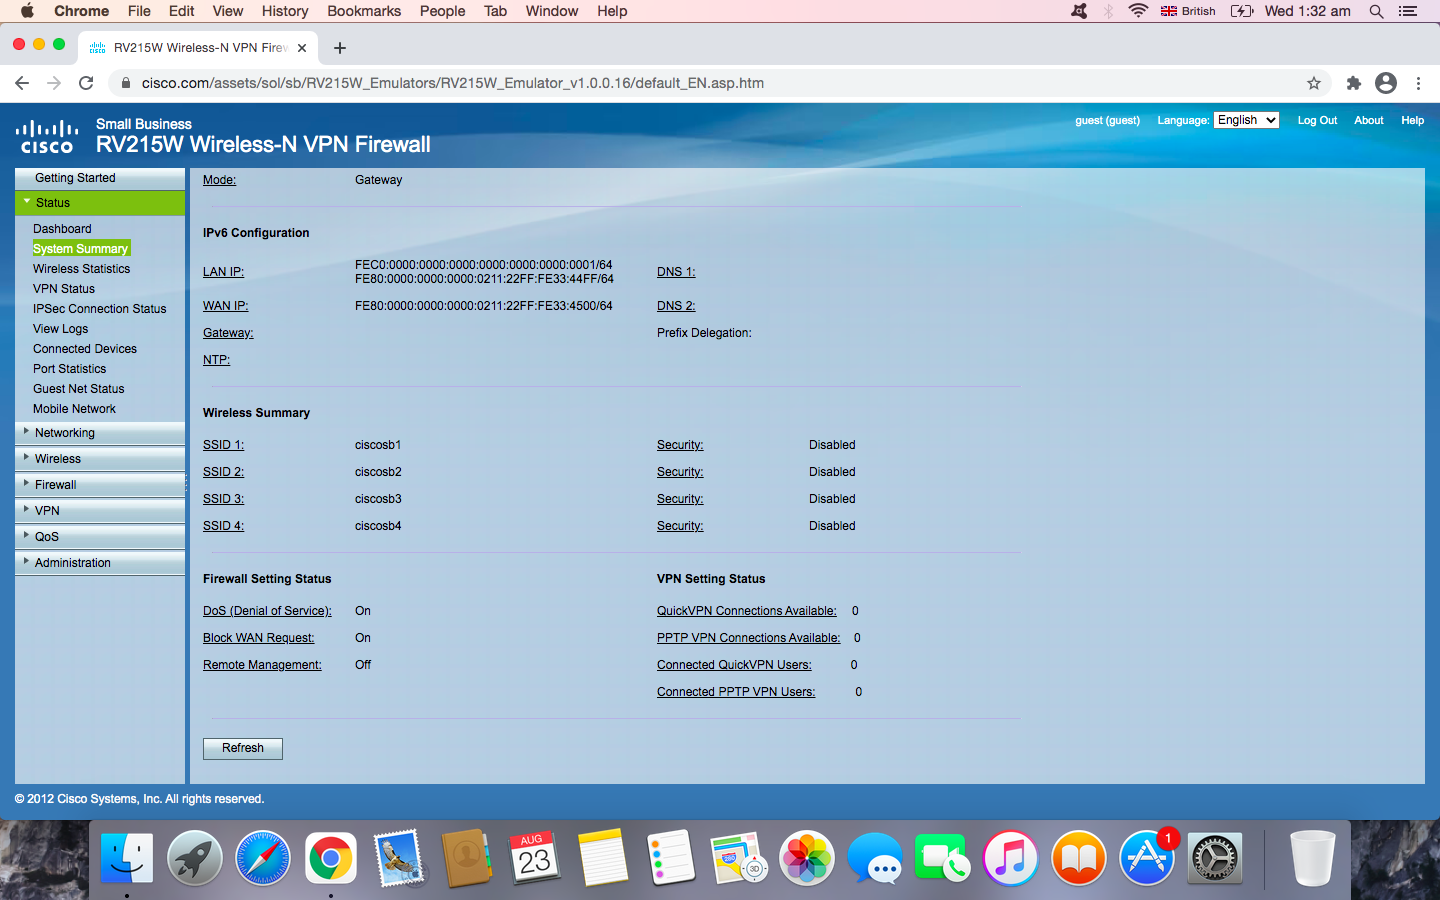 Chrome File Edit View History Bookmarks People Tab Window Help British Wed 1:32 am
RV215W Wireless-N VPN Firew
cisco.com/assets/sol/sb/RV215W_Emulators/RV215W_Emulator_v1.0.0.16/default_EN.asp.htm
cisco
Small Business
RV215W Wireless-N VPN Firewall
guest (guest) Language: English Log Out About Help
Getting Started
Status
Dashboard
System Summary
Wireless Statistics
VPN Status
IPSec Connection Status
View Logs
Connected Devices
Port Statistics
Guest Net Status
Mobile Network
Networking
Wireless
Firewall
VPN
QoS
Administration
Mode: Gateway
IPv6 Configuration
LAN IP: FEC0:0000:0000:0000:0000:0000:0000:0001/64
FE80:0000:0000:0000:0211:22FF:FE33:44FF/64
DNS 1:
WAN IP: FE80:0000:0000:0000:0211:22FF:FE33:4500/64 DNS 2:
Gateway: Prefix Delegation:
NTP:
Wireless Summary
SSID 1: ciscosb1 Security: Disabled
SSID 2: ciscosb2 Security: Disabled
SSID 3: ciscosb3 Security: Disabled
SSID 4: ciscosb4 Security: Disabled
Firewall Setting Status
DoS (Denial of Service): On
Block WAN Request: On
Remote Management: Off
VPN Setting Status
QuickVPN Connections Available: 0
PPTP VPN Connections Available: 0
Connected QuickVPN Users: 0
Connected PPTP VPN Users: 0
Refresh
© 2012 Cisco Systems, Inc. All rights reserved.
AUG
23
280
3D
1